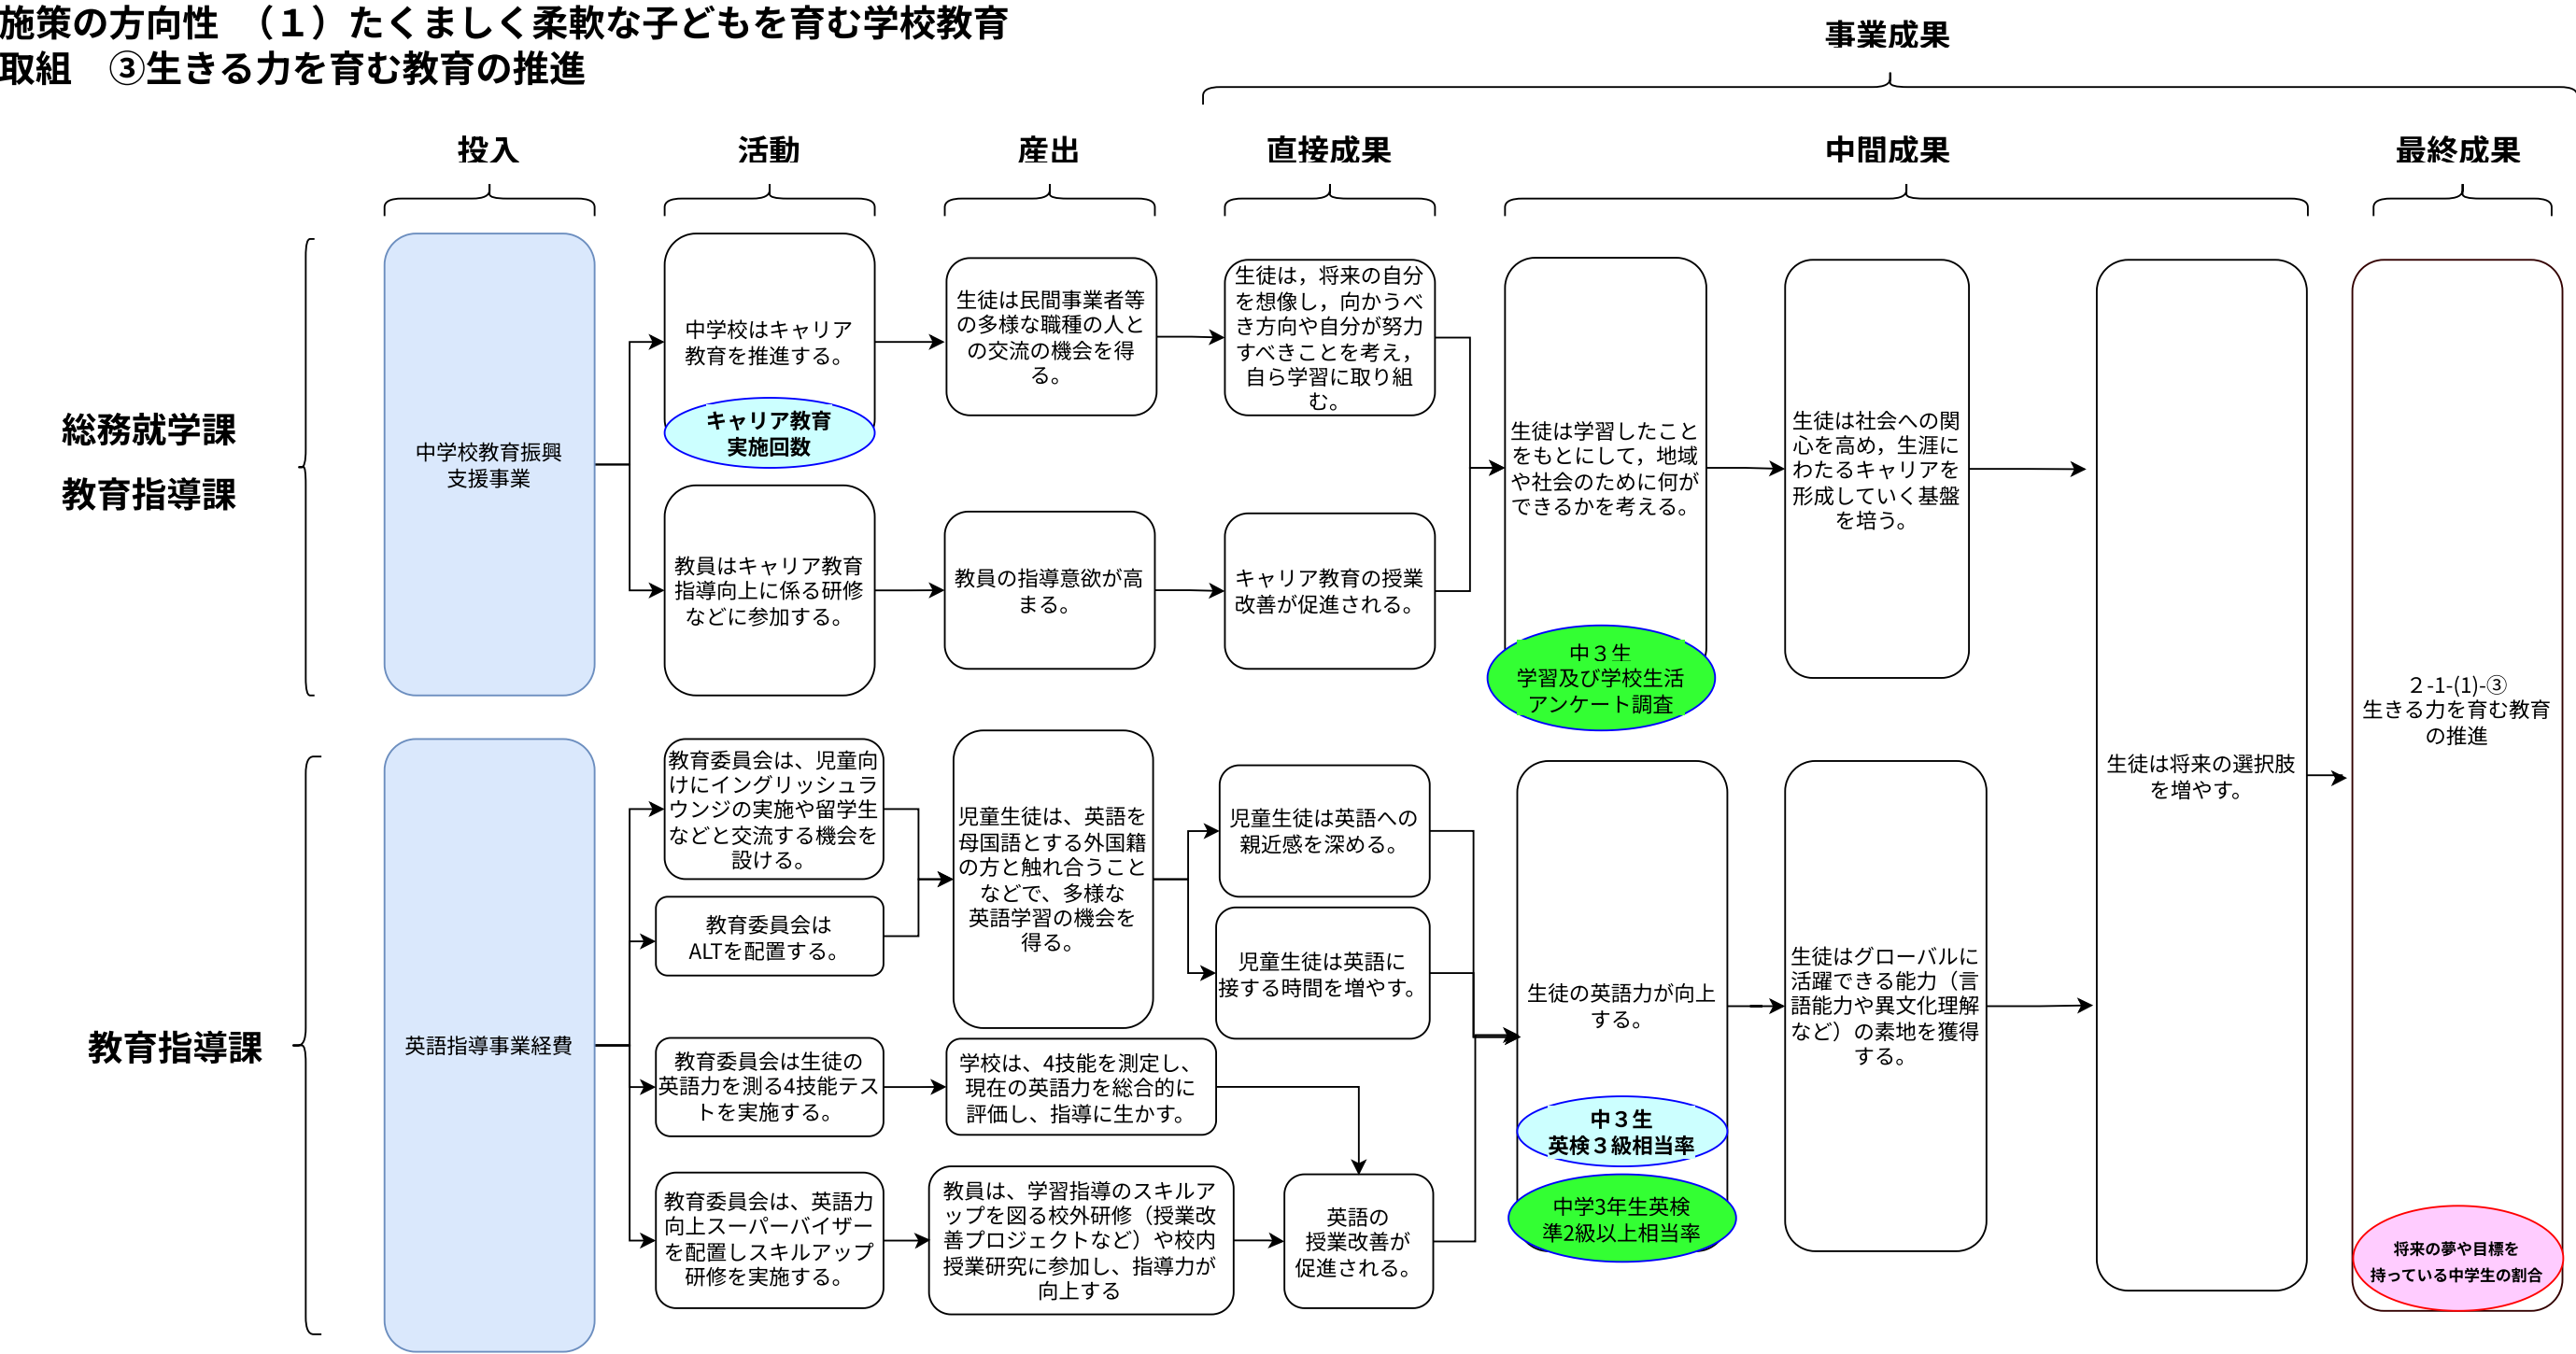 施策の方向性　（１）たくましく柔軟な子どもを育む学校教育
取組　③生きる力を育む教育の推進
事業成果
投入
活動
産出
直接成果
中間成果
最終成果
総務就学課
教育指導課
中学校教育振興
支援事業
中学校はキャリア
教育を推進する。
キャリア教育
実施回数
生徒は民間事業者等
の多様な職種の人と
の交流の機会を得
る。
生徒は，将来の自分
を想像し，向かうべ
き方向や自分が努力
すべきことを考え，
自ら学習に取り組
む。
教員はキャリア教育
指導向上に係る研修
などに参加する。
教員の指導意欲が高
まる。
キャリア教育の授業
改善が促進される。
生徒は学習したこと
をもとにして，地域
や社会のために何が
できるかを考える。
中３生
学習及び学校生活
アンケート調査
生徒は社会への関
心を高め，生涯に
わたるキャリアを
形成していく基盤
を培う。
教育指導課
英語指導事業経費
教育委員会は、児童向
けにイングリッシュラ
ウンジの実施や留学生
などと交流する機会を
設ける。
教育委員会は
ALTを配置する。
教育委員会は生徒の
英語力を測る4技能テス
トを実施する。
教育委員会は、英語力
向上スーパーバイザー
を配置しスキルアップ
研修を実施する。
児童生徒は、英語を
母国語とする外国籍
の方と触れ合うこと
などで、多様な
英語学習の機会を
得る。
学校は、4技能を測定し、
現在の英語力を総合的に
評価し、指導に生かす。
教員は、学習指導のスキルア
ップを図る校外研修（授業改
善プロジェクトなど）や校内
授業研究に参加し、指導力が
向上する
児童生徒は英語への
親近感を深める。
児童生徒は英語に
接する時間を増やす。
英語の
授業改善が
促進される。
生徒の英語力が向上
する。
中３生
英検３級相当率
中学3年生英検
準2級以上相当率
生徒はグローバルに
活躍できる能力（言
語能力や異文化理解
など）の素地を獲得
する。
生徒は将来の選択肢
を増やす。
２-1-(1)-③
生きる力を育む教育
の推進
将来の夢や目標を
持っている中学生の割合